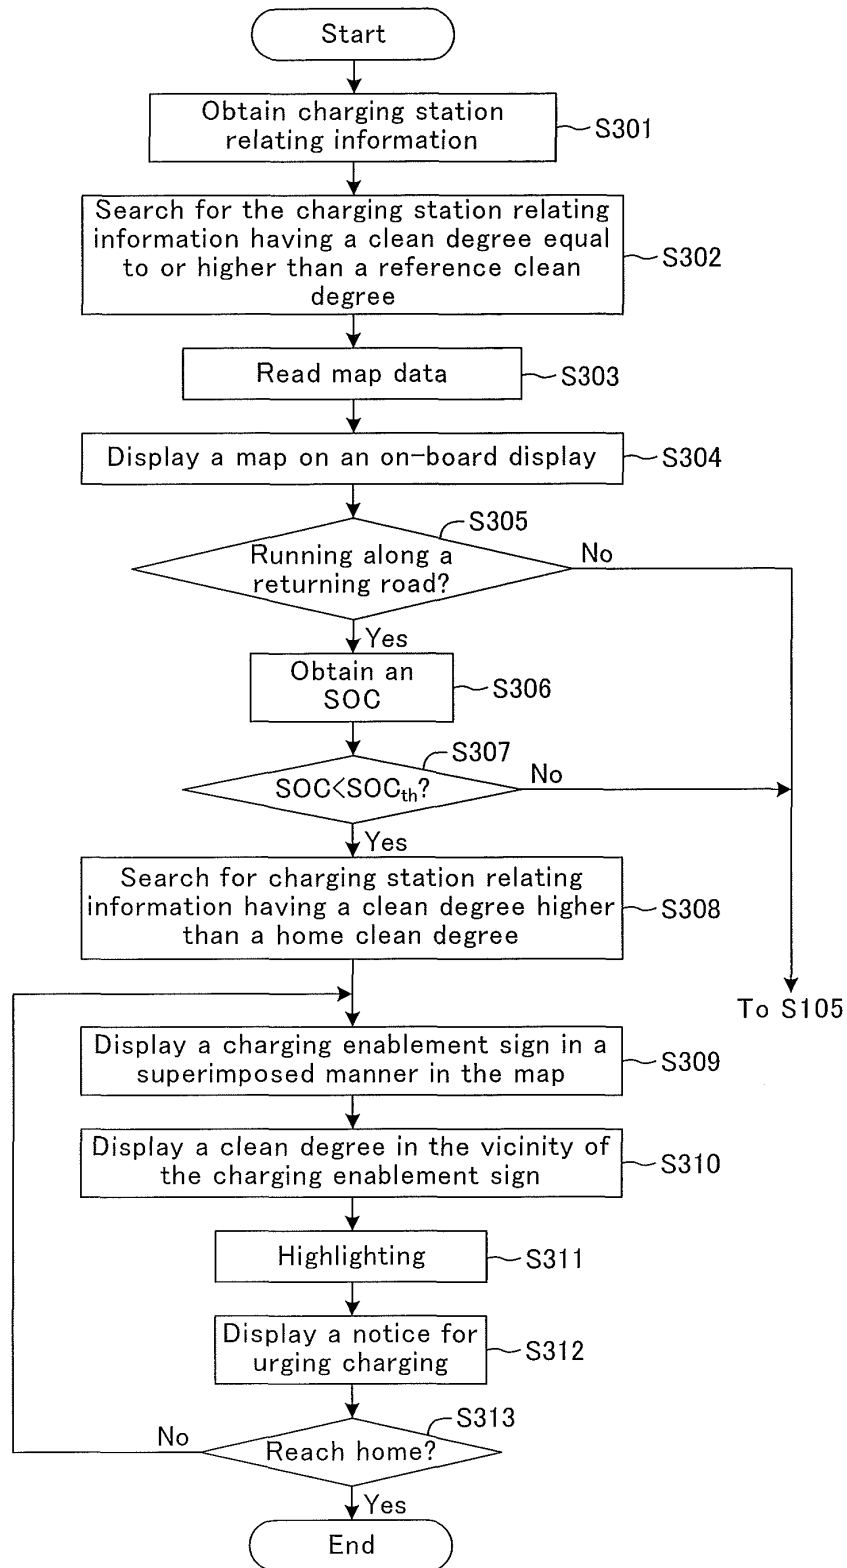 Start
Obtain charging station
relating information
S301
Search for the charging station relating
information having a clean degree equal
to or higher than a reference clean
degree
S302
Read map data
S303
Display a map on an on-board display
S304
S305
Running along a
returning road?
No
Yes
Obtain an
SOC
S306
S307
SOC<SOCth?
No
Yes
Search for charging station relating
information having a clean degree higher
than a home clean degree
S308
To S105
Display a charging enablement sign in a
superimposed manner in the map
S309
Display a clean degree in the vicinity of
the charging enablement sign
S310
Highlighting
S311
Display a notice for
urging charging
S312
S313
Reach home?
No
Yes
End